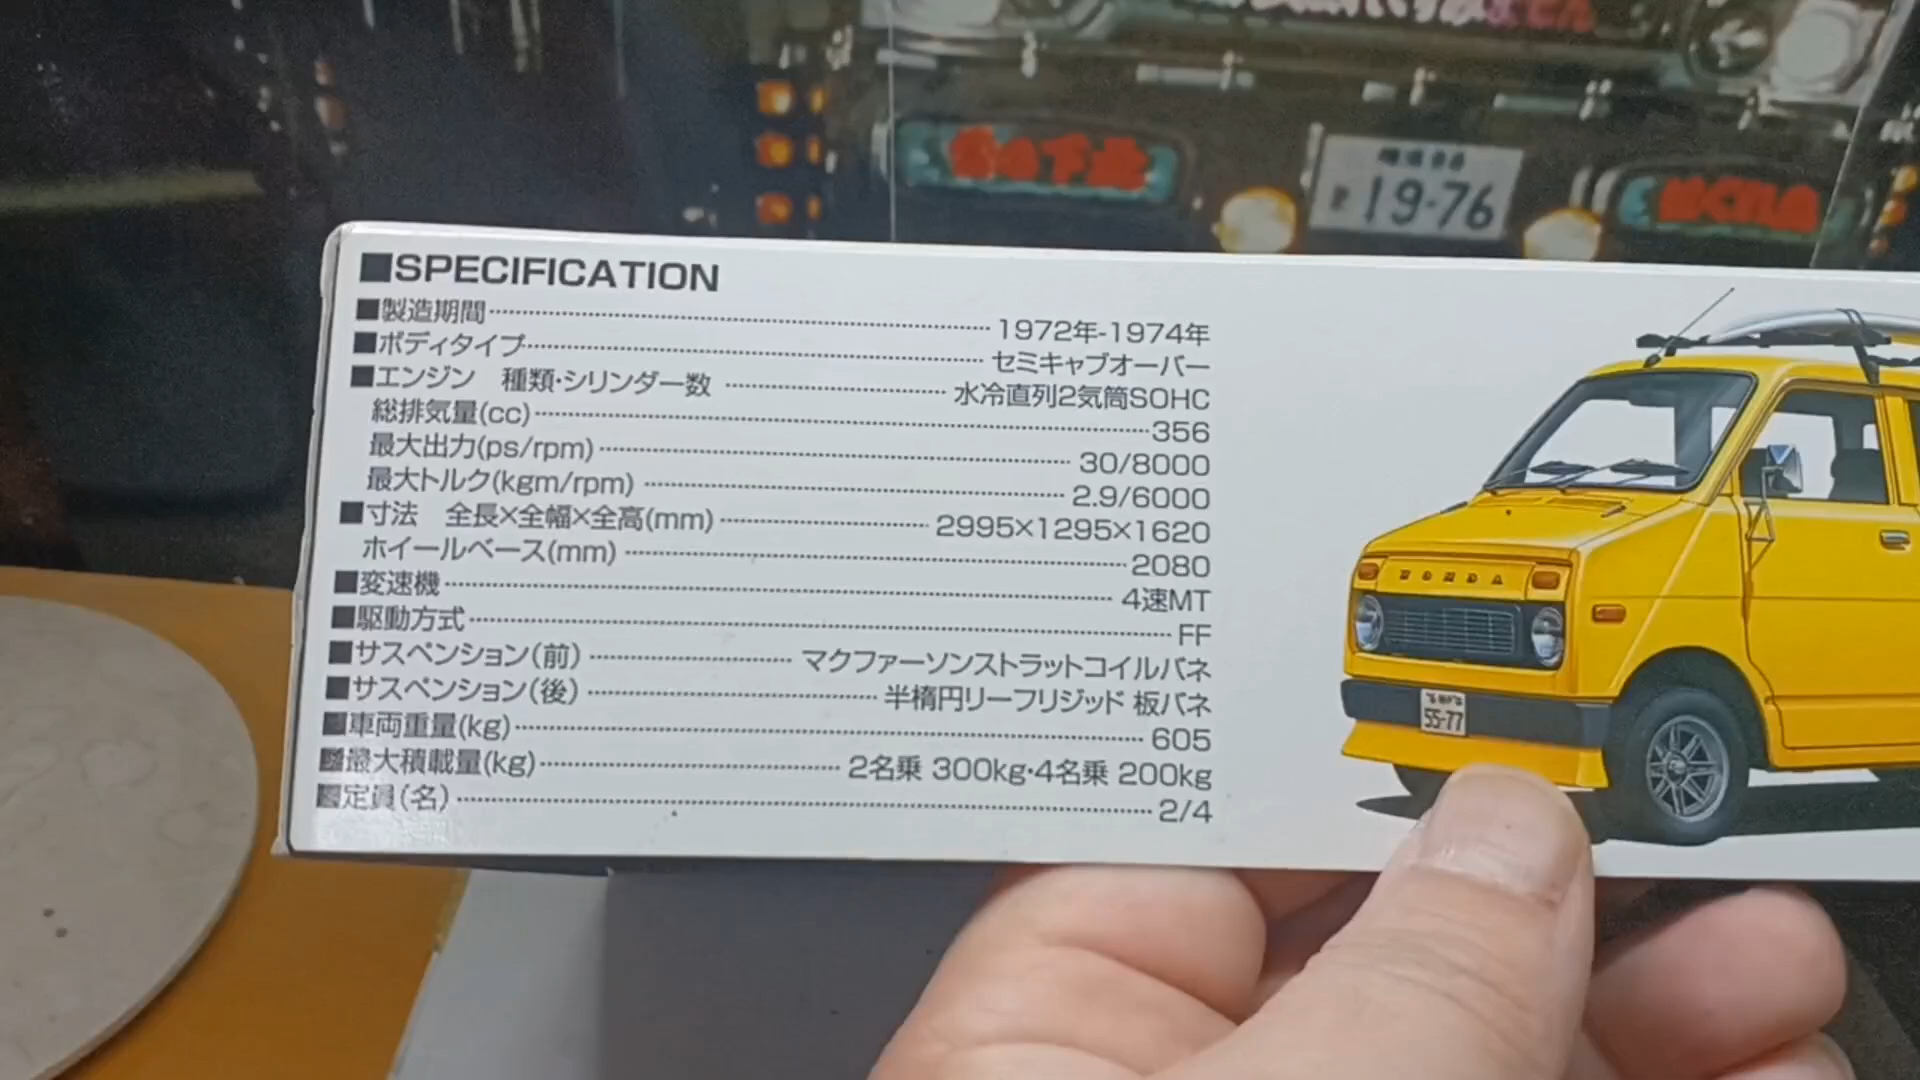 19-76
■SPECIFICATION
■製造期間 1972年-1974年
■ボディタイプ セミキャブオーバー
■エンジン 種類・シリンダー数 水冷直列2気筒SOHC
総排気量(cc) 356
最大出力(ps/rpm) 30/8000
最大トルク(kgm/rpm) 2.9/6000
■寸法 全長×全幅×全高(mm) 2995×1295×1620
ホイールベース(mm) 2080
■変速機 4速MT
■駆動方式 FF
■サスペンション(前) マクファーソンストラットコイルバネ
■サスペンション(後) 半楕円リーフリジッド 板バネ
■車両重量(kg) 605
■最大積載量(kg) 2名乗 300kg・4名乗 200kg
■定員(名) 2/4
HONDA
55-77